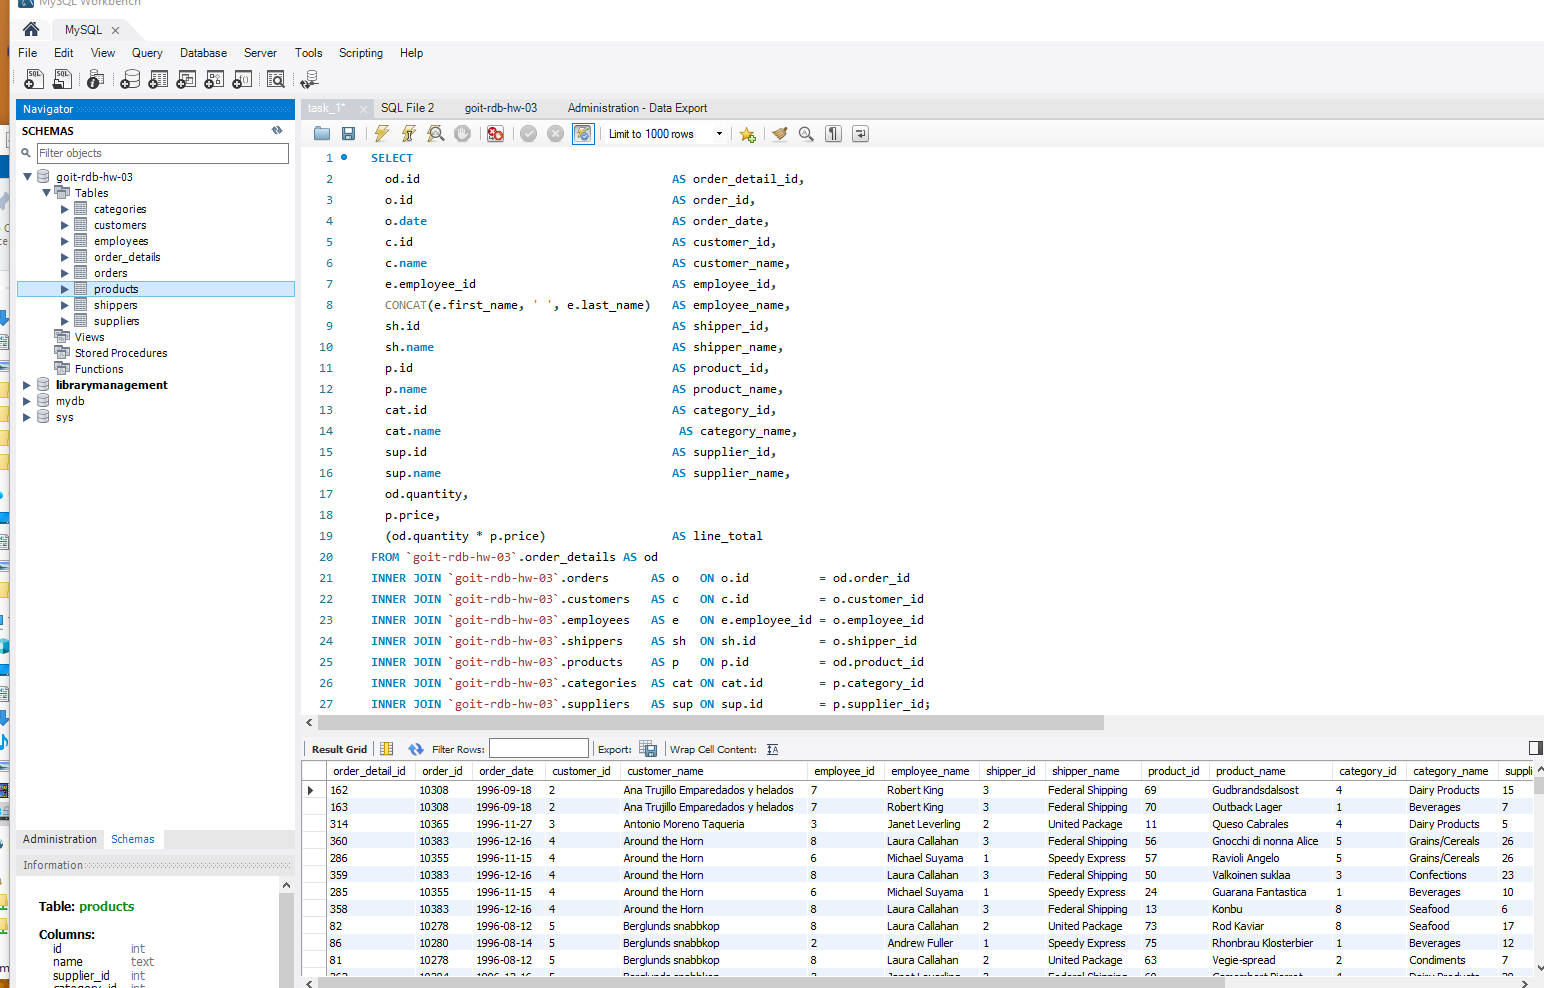 MySQL Workbench
MySQL
File Edit View Query Database Server Tools Scripting Help
Navigator
SCHEMAS
Filter objects
goit-rdb-hw-03
Tables
categories
customers
employees
order_details
orders
products
shippers
suppliers
Views
Stored Procedures
Functions
librarymanagement
mydb
sys
Administration Schemas
Information
Table: products
Columns:
id int
name text
supplier_id int
category_id int
task_1* SQL File 2 goit-rdb-hw-03 Administration - Data Export
Limit to 1000 rows
1 SELECT
2 od.id AS order_detail_id,
3 o.id AS order_id,
4 o.date AS order_date,
5 c.id AS customer_id,
6 c.name AS customer_name,
7 e.employee_id AS employee_id,
8 CONCAT(e.first_name, ' ', e.last_name) AS employee_name,
9 sh.id AS shipper_id,
10 sh.name AS shipper_name,
11 p.id AS product_id,
12 p.name AS product_name,
13 cat.id AS category_id,
14 cat.name AS category_name,
15 sup.id AS supplier_id,
16 sup.name AS supplier_name,
17 od.quantity,
18 p.price,
19 (od.quantity * p.price) AS line_total
20 FROM `goit-rdb-hw-03`.order_details AS od
21 INNER JOIN `goit-rdb-hw-03`.orders AS o ON o.id = od.order_id
22 INNER JOIN `goit-rdb-hw-03`.customers AS c ON c.id = o.customer_id
23 INNER JOIN `goit-rdb-hw-03`.employees AS e ON e.employee_id = o.employee_id
24 INNER JOIN `goit-rdb-hw-03`.shippers AS sh ON sh.id = o.shipper_id
25 INNER JOIN `goit-rdb-hw-03`.products AS p ON p.id = od.product_id
26 INNER JOIN `goit-rdb-hw-03`.categories AS cat ON cat.id = p.category_id
27 INNER JOIN `goit-rdb-hw-03`.suppliers AS sup ON sup.id = p.supplier_id;
Result Grid Filter Rows: Export: Wrap Cell Content:
order_detail_id order_id order_date customer_id customer_name employee_id employee_name shipper_id shipper_name product_id product_name category_id category_name suppli
162 10308 1996-09-18 2 Ana Trujillo Emparedados y helados 7 Robert King 3 Federal Shipping 69 Gudbrandsdalsost 4 Dairy Products 15
163 10308 1996-09-18 2 Ana Trujillo Emparedados y helados 7 Robert King 3 Federal Shipping 70 Outback Lager 1 Beverages 7
314 10365 1996-11-27 3 Antonio Moreno Taqueria 3 Janet Leverling 2 United Package 11 Queso Cabrales 4 Dairy Products 5
360 10383 1996-12-16 4 Around the Horn 8 Laura Callahan 3 Federal Shipping 56 Gnocchi di nonna Alice 5 Grains/Cereals 26
286 10355 1996-11-15 4 Around the Horn 6 Michael Suyama 1 Speedy Express 57 Ravioli Angelo 5 Grains/Cereals 26
359 10383 1996-12-16 4 Around the Horn 8 Laura Callahan 3 Federal Shipping 50 Valkoinen suklaa 3 Confections 23
285 10355 1996-11-15 4 Around the Horn 6 Michael Suyama 1 Speedy Express 24 Guarana Fantastica 1 Beverages 10
358 10383 1996-12-16 4 Around the Horn 8 Laura Callahan 3 Federal Shipping 13 Konbu 8 Seafood 6
82 10278 1996-08-12 5 Berglunds snabbkop 8 Laura Callahan 2 United Package 73 Rod Kaviar 8 Seafood 17
86 10280 1996-08-14 5 Berglunds snabbkop 2 Andrew Fuller 1 Speedy Express 75 Rhonbrau Klosterbier 1 Beverages 12
81 10278 1996-08-12 5 Berglunds snabbkop 8 Laura Callahan 2 United Package 63 Vegie-spread 2 Condiments 7